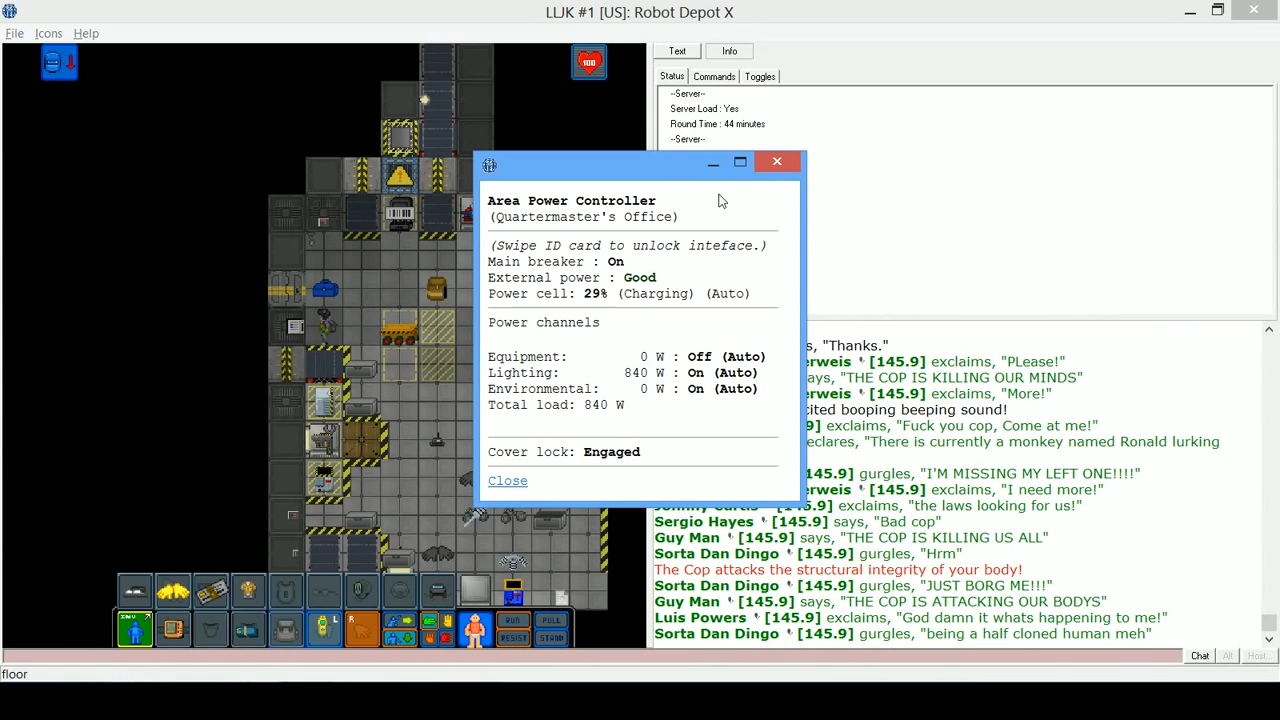 LLJK #1 [US]: Robot Depot X
File Icons Help
100
Text Info
Status Commands Toggles
--Server--
Server Load : Yes
Round Time : 44 minutes
--Server--
Area Power Controller
(Quartermaster's Office)
(Swipe ID card to unlock inteface.)
Main breaker : On
External power : Good
Power cell: 29% (Charging) (Auto)
Power channels
Equipment: 0 W : Off (Auto)
Lighting: 840 W : On (Auto)
Environmental: 0 W : On (Auto)
Total load: 840 W
Cover lock: Engaged
Close
s, "Thanks."
erweis [145.9] exclaims, "PLease!"
ays, "THE COP IS KILLING OUR MINDS"
erweis [145.9] exclaims, "More!"
cited booping beeping sound!
.9] exclaims, "Fuck you cop, Come at me!"
eclares, "There is currently a monkey named Ronald lurking
.9] gurgles, "I'M MISSING MY LEFT ONE!!!!"
erweis [145.9] exclaims, "I need more!"
[145.9] exclaims, "the laws looking for us!"
Sergio Hayes [145.9] says, "Bad cop"
Guy Man [145.9] says, "THE COP IS KILLING US ALL"
Sorta Dan Dingo [145.9] gurgles, "Hrm"
The Cop attacks the structural integrity of your body!
Sorta Dan Dingo [145.9] gurgles, "JUST BORG ME!!!"
Guy Man [145.9] says, "THE COP IS ATTACKING OUR BODYS"
Luis Powers [145.9] exclaims, "God damn it whats happening to me!"
Sorta Dan Dingo [145.9] gurgles, "being a half cloned human meh"
INV L R RUN PULL
RESIST STAND
Chat Alt Host...
floor